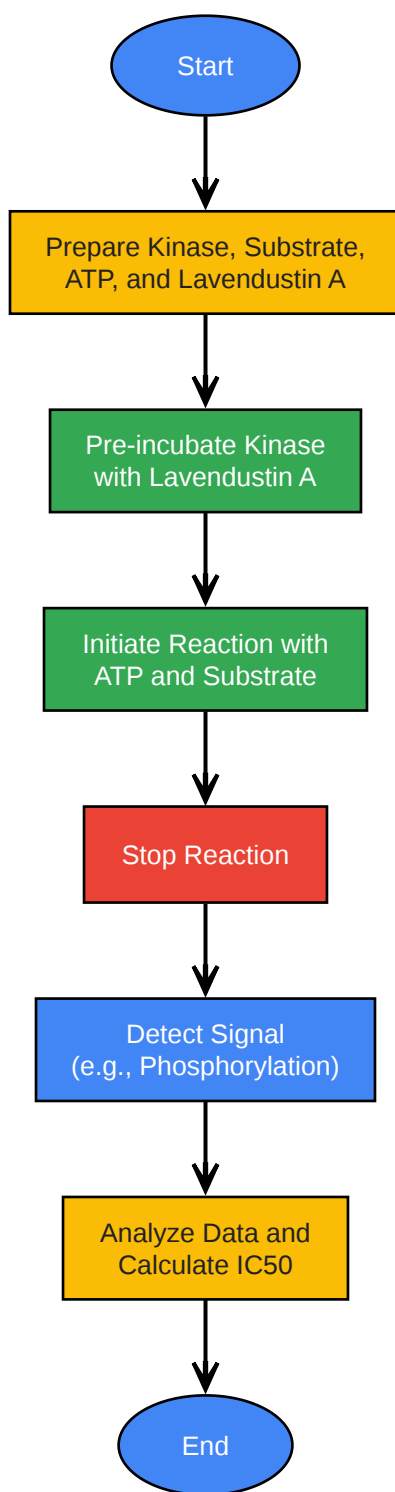 Start
Prepare Kinase, Substrate,
ATP, and Lavendustin A
Pre-incubate Kinase
with Lavendustin A
Initiate Reaction with
ATP and Substrate
Stop Reaction
Detect Signal
(e.g., Phosphorylation)
Analyze Data and
Calculate IC50
End